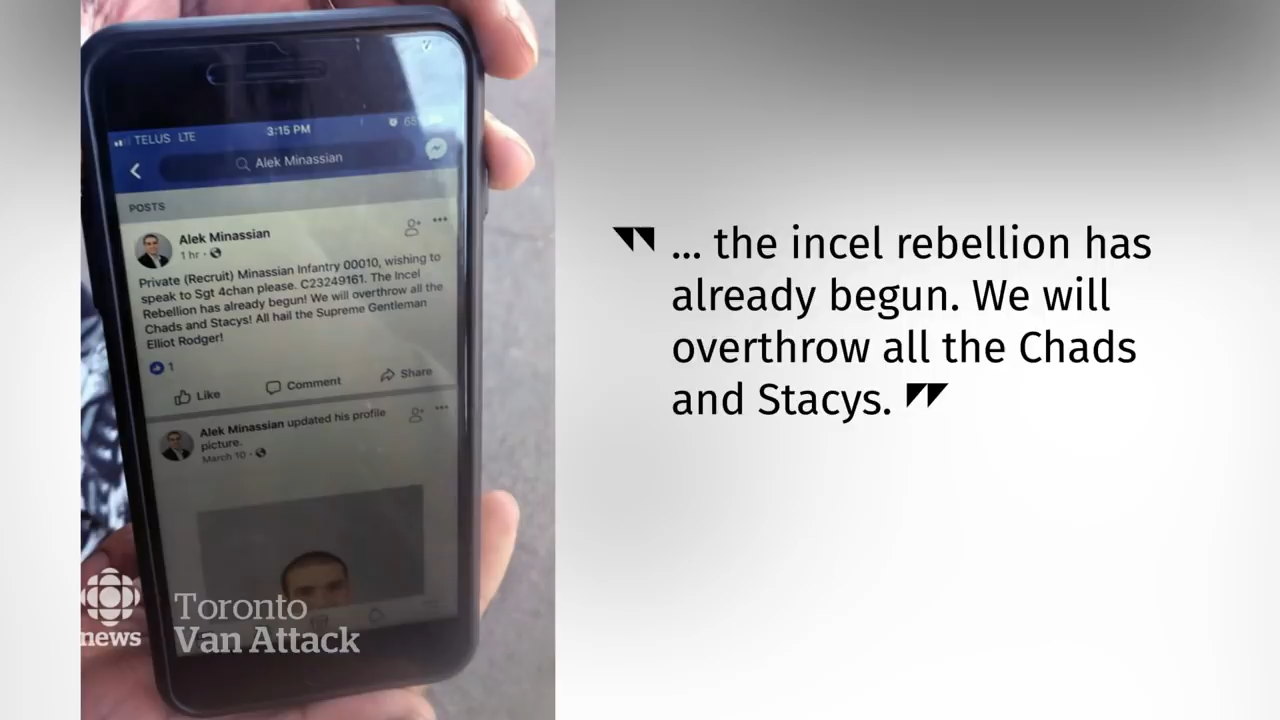 TELUS LTE
3:15 PM
Alek Minassian
POSTS
Alek Minassian
1 hr
Private (Recruit) Minassian Infantry 00010, wishing to
speak to Sgt 4chan please. C23249161. The Incel
Rebellion has already begun! We will overthrow all the
Chads and Stacys! All hail the Supreme Gentleman
Elliot Rodger!
1
Like
Comment
Share
Alek Minassian updated his profile
picture.
March 10
... the incel rebellion has
already begun. We will
overthrow all the Chads
and Stacys.
news
Toronto
Van Attack